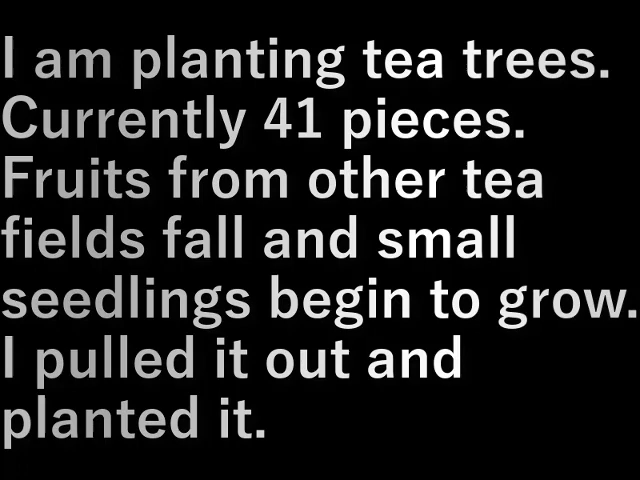 I am planting tea trees.
Currently 41 pieces.
Fruits from other tea
fields fall and small
seedlings begin to grow.
I pulled it out and
planted it.